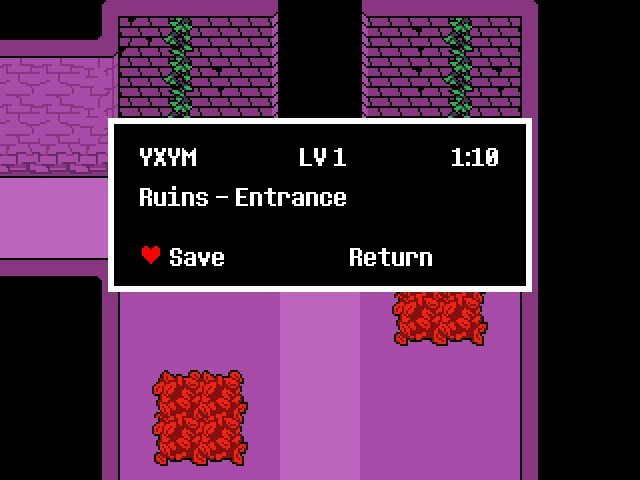 YXYM LV 1 1:10
Ruins - Entrance
Save Return